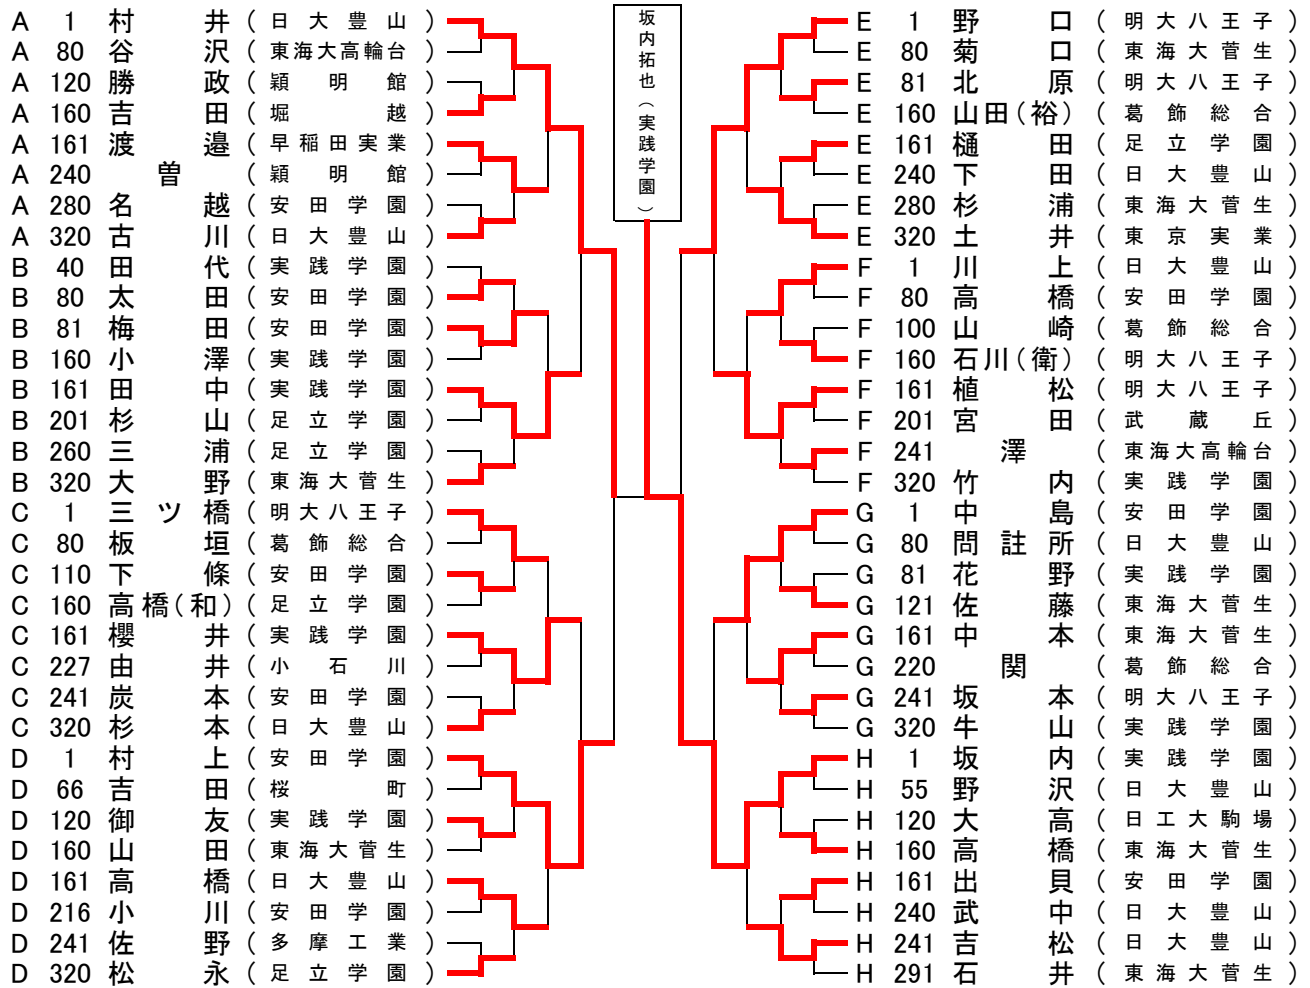 A 1 村井 (日大豊山)
A 80 谷沢 (東海大高輪台)
A 120 勝政 (穎明館)
A 160 吉田 (堀越)
A 161 渡邉 (早稲田実業)
A 240 曽 (穎明館)
A 280 名越 (安田学園)
A 320 古川 (日大豊山)
B 40 田代 (実践学園)
B 80 太田 (安田学園)
B 81 梅田 (安田学園)
B 160 小澤 (実践学園)
B 161 田中 (実践学園)
B 201 杉山 (足立学園)
B 260 三浦 (足立学園)
B 320 大野 (東海大菅生)
C 1 三ツ橋 (明大八王子)
C 80 板垣 (葛飾総合)
C 110 下條 (安田学園)
C 160 高橋(和) (足立学園)
C 161 櫻井 (実践学園)
C 227 由井 (小石川)
C 241 炭本 (安田学園)
C 320 杉本 (日大豊山)
D 1 村上 (安田学園)
D 66 吉田 (桜町)
D 120 御友 (実践学園)
D 160 山田 (東海大菅生)
D 161 高橋 (日大豊山)
D 216 小川 (安田学園)
D 241 佐野 (多摩工業)
D 320 松永 (足立学園)
坂内拓也(実践学園)
E 1 野口 (明大八王子)
E 80 菊口 (東海大菅生)
E 81 北原 (明大八王子)
E 160 山田(裕) (葛飾総合)
E 161 樋田 (足立学園)
E 240 下田 (日大豊山)
E 280 杉浦 (東海大菅生)
E 320 土井 (東京実業)
F 1 川上 (日大豊山)
F 80 高橋 (安田学園)
F 100 山崎 (葛飾総合)
F 160 石川(衛) (明大八王子)
F 161 植松 (明大八王子)
F 201 宮田 (武蔵丘)
F 241 澤 (東海大高輪台)
F 320 竹内 (実践学園)
G 1 中島 (安田学園)
G 80 問註所 (日大豊山)
G 81 花野 (実践学園)
G 121 佐藤 (東海大菅生)
G 161 中本 (東海大菅生)
G 220 関 (葛飾総合)
G 241 坂本 (明大八王子)
G 320 牛山 (実践学園)
H 1 坂内 (実践学園)
H 55 野沢 (日大豊山)
H 120 大高 (日工大駒場)
H 160 高橋 (東海大菅生)
H 161 出貝 (安田学園)
H 240 武中 (日大豊山)
H 241 吉松 (日大豊山)
H 291 石井 (東海大菅生)